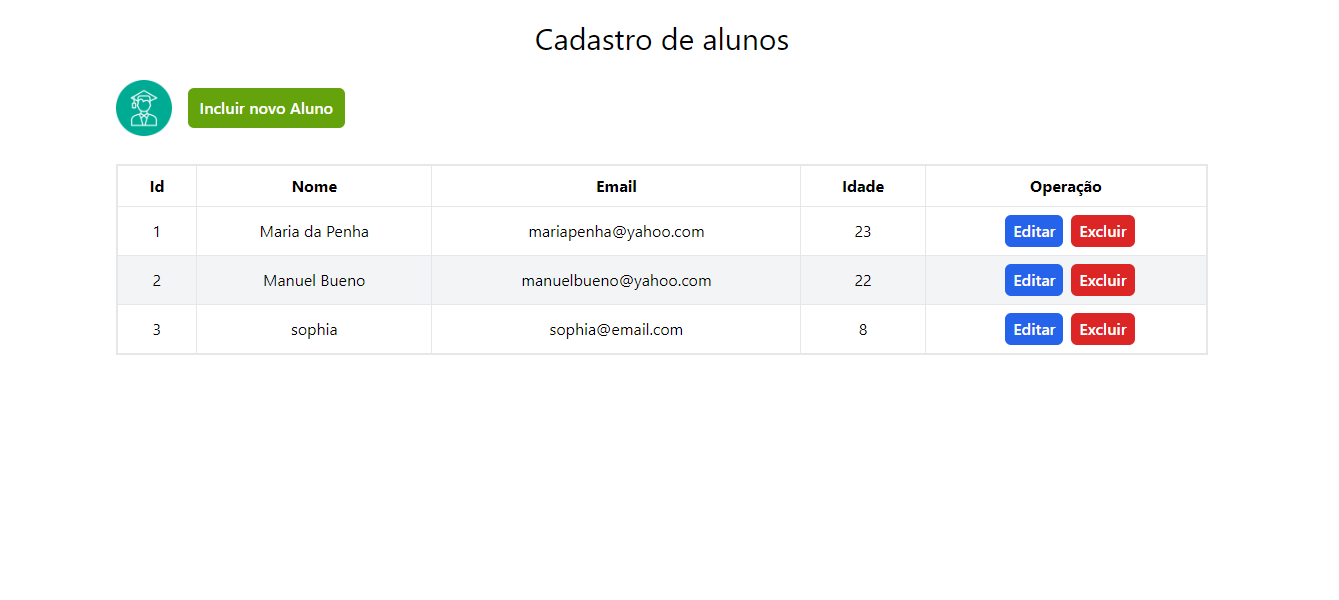 Cadastro de alunos
Incluir novo Aluno
Id Nome Email Idade Operação
1 Maria da Penha mariapenha@yahoo.com 23 Editar Excluir
2 Manuel Bueno manuelbueno@yahoo.com 22 Editar Excluir
3 sophia sophia@email.com 8 Editar Excluir